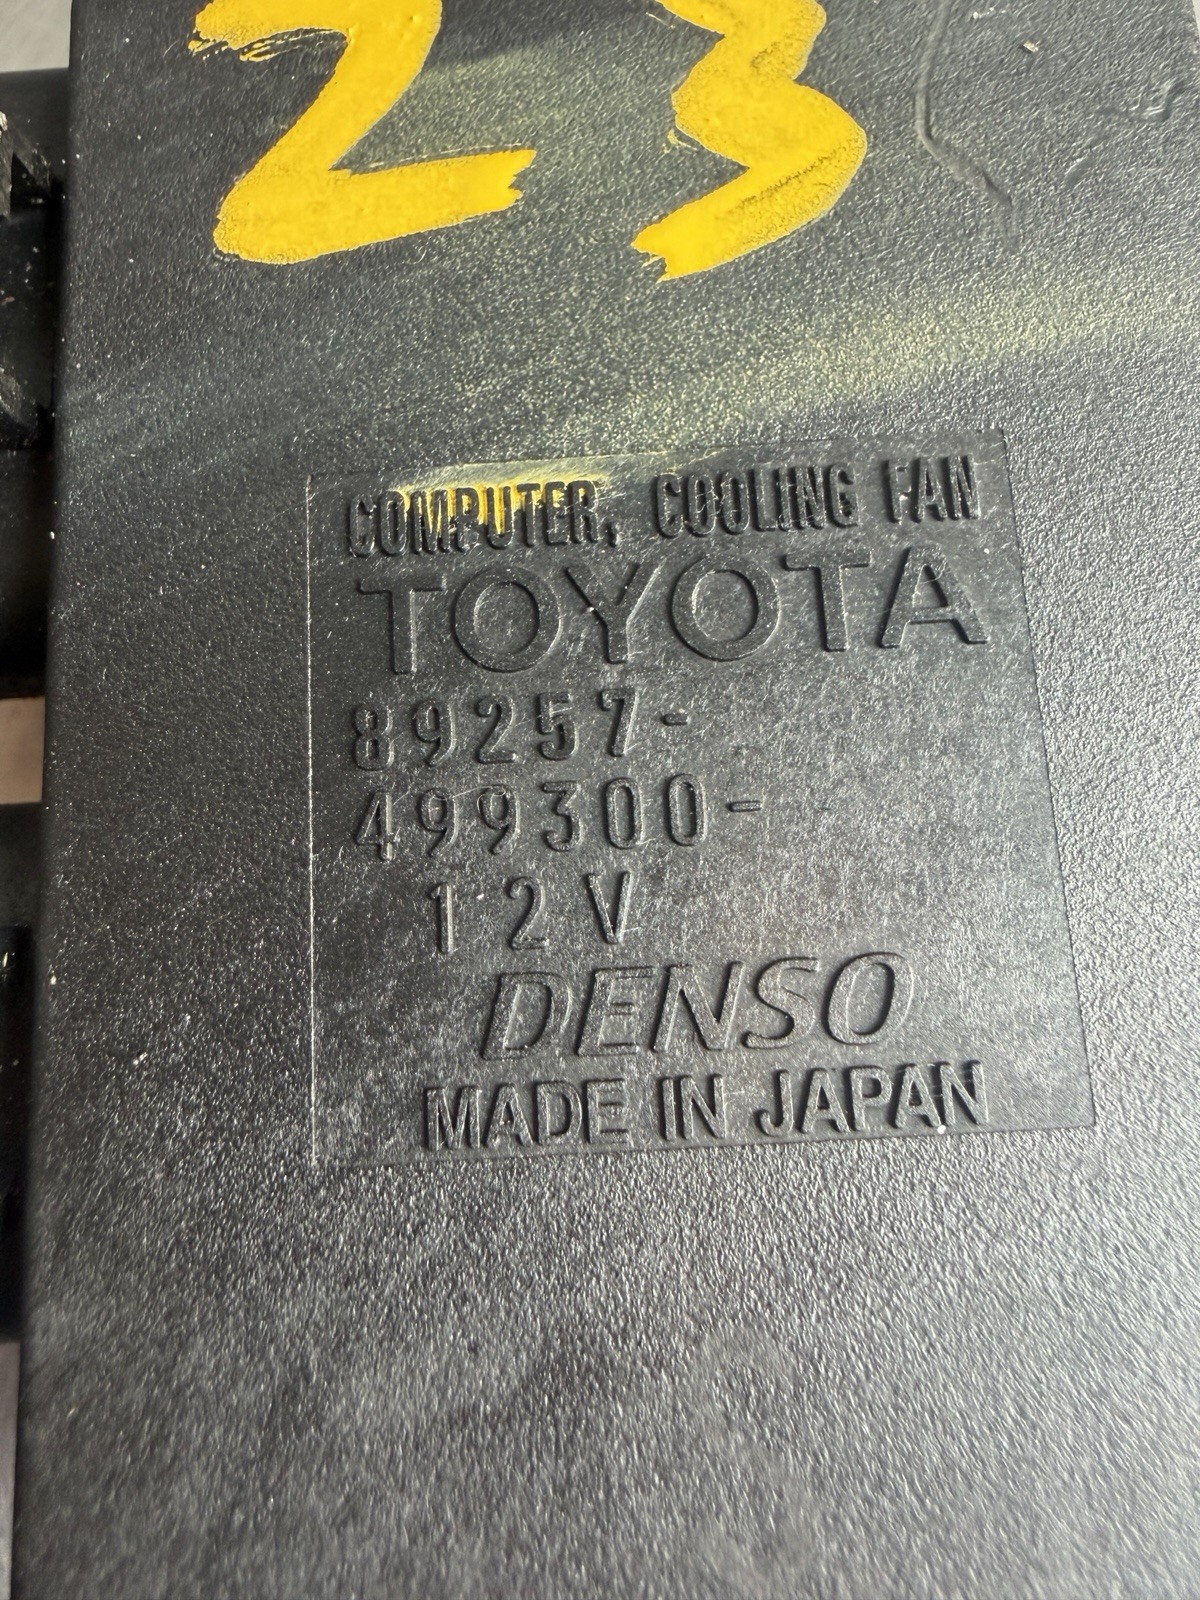 23
COMPUTER, COOLING FAN
TOYOTA
89257-
499300-
12V
DENSO
MADE IN JAPAN